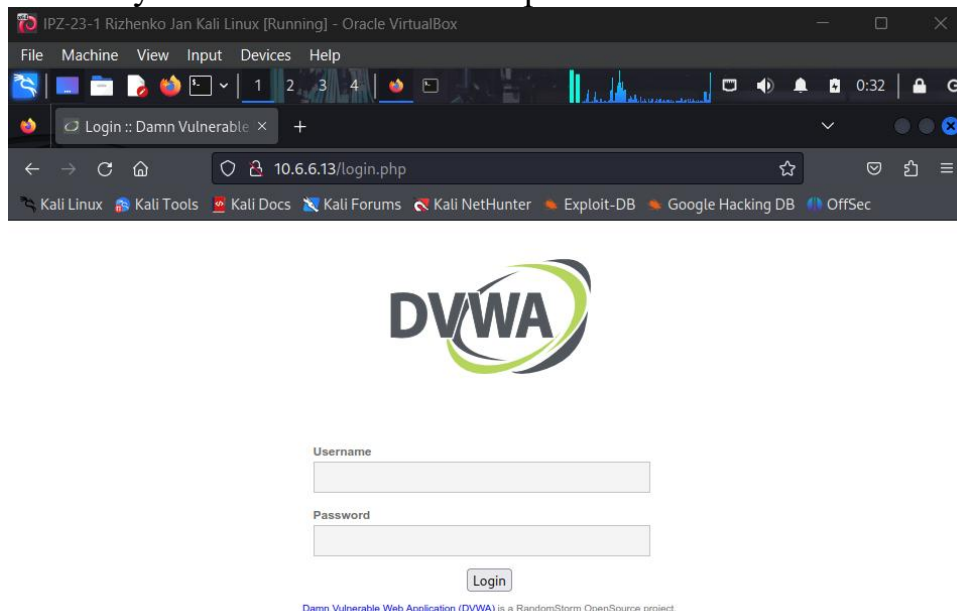 IPZ-23-1 Rizhenko Jan Kali Linux [Running] - Oracle VirtualBox
File Machine View Input Devices Help
1 2 3 4 0:32
Login :: Damn Vulnerable
10.6.6.13/login.php
Kali Linux Kali Tools Kali Docs Kali Forums Kali NetHunter Exploit-DB Google Hacking DB OffSec
DVWA
Username
Password
Login
Damn Vulnerable Web Application (DVWA) is a RandomStorm OpenSource project.